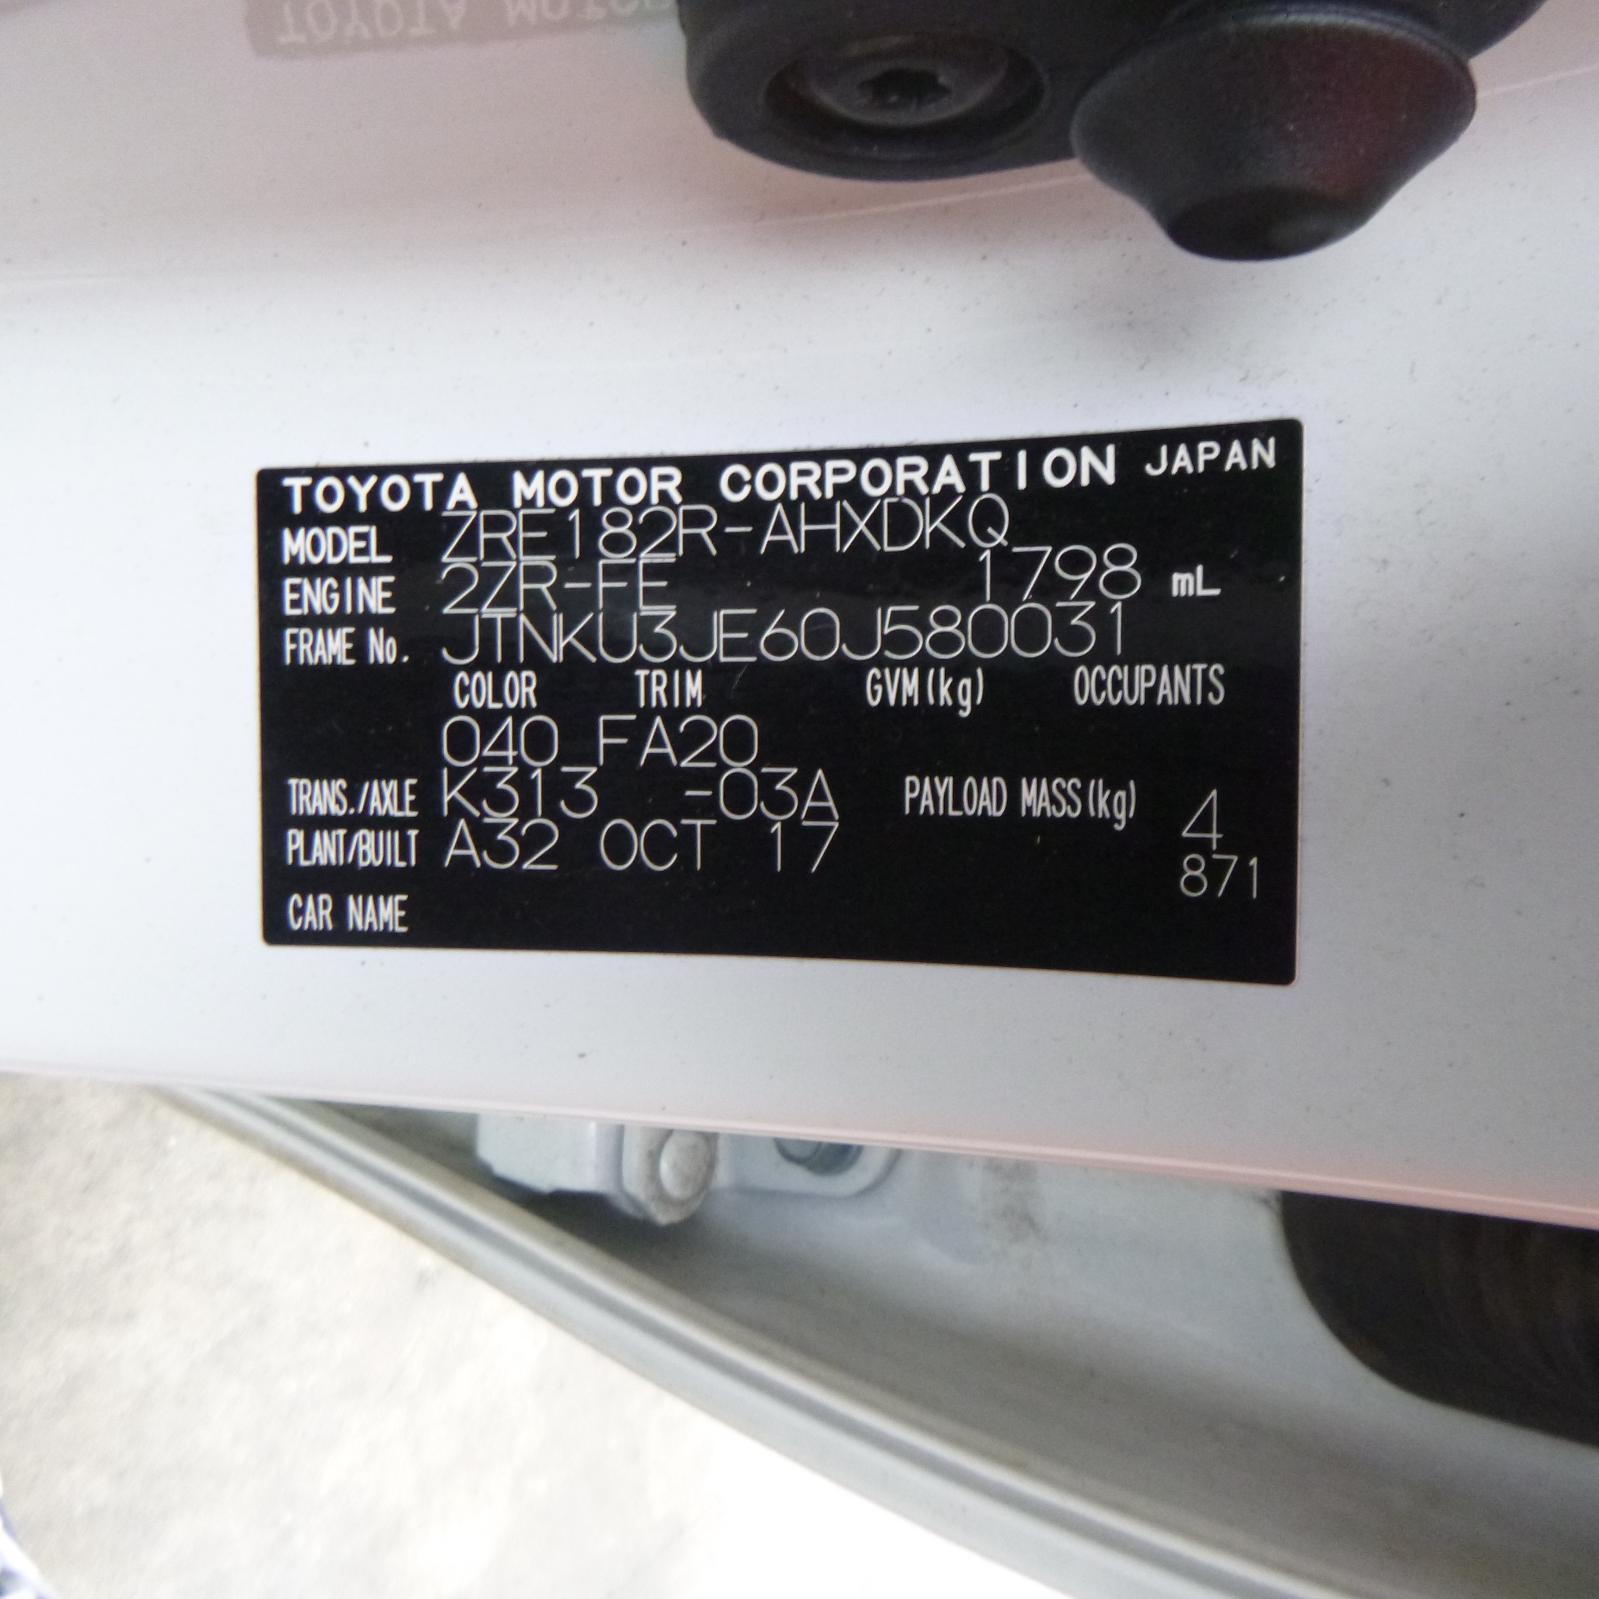 TOYOTA MOTOR
TOYOTA MOTOR CORPORATION JAPAN
MODEL ZRE182R-AHXDKQ
ENGINE 2ZR-FE 1798 mL
FRAME No. JTNKU3JE60J580031
COLOR TRIM GVM(kg) OCCUPANTS
040 FA20
TRANS./AXLE K313 -03A PAYLOAD MASS(kg) 4
PLANT/BUILT A32 OCT 17 871
CAR NAME